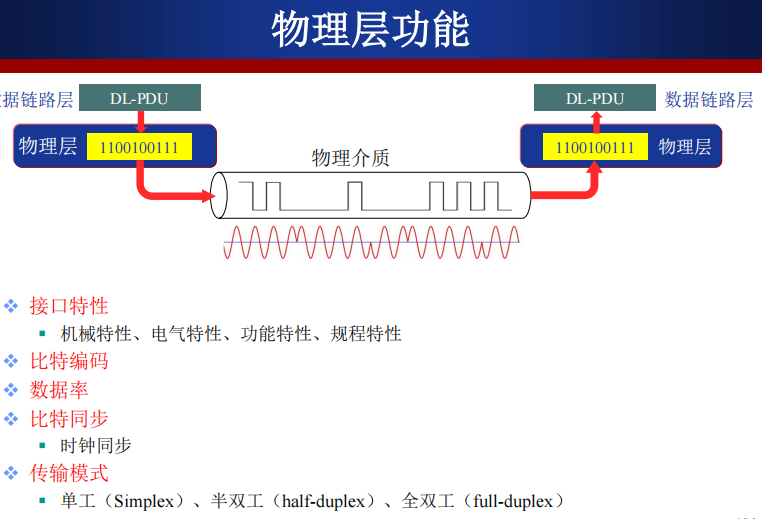 物理层功能
据链路层 DL-PDU DL-PDU 数据链路层
物理层 1100100111 1100100111 物理层
物理介质
接口特性
机械特性、电气特性、功能特性、规程特性
比特编码
数据率
比特同步
时钟同步
传输模式
单工（Simplex）、半双工（half-duplex）、全双工（full-duplex）